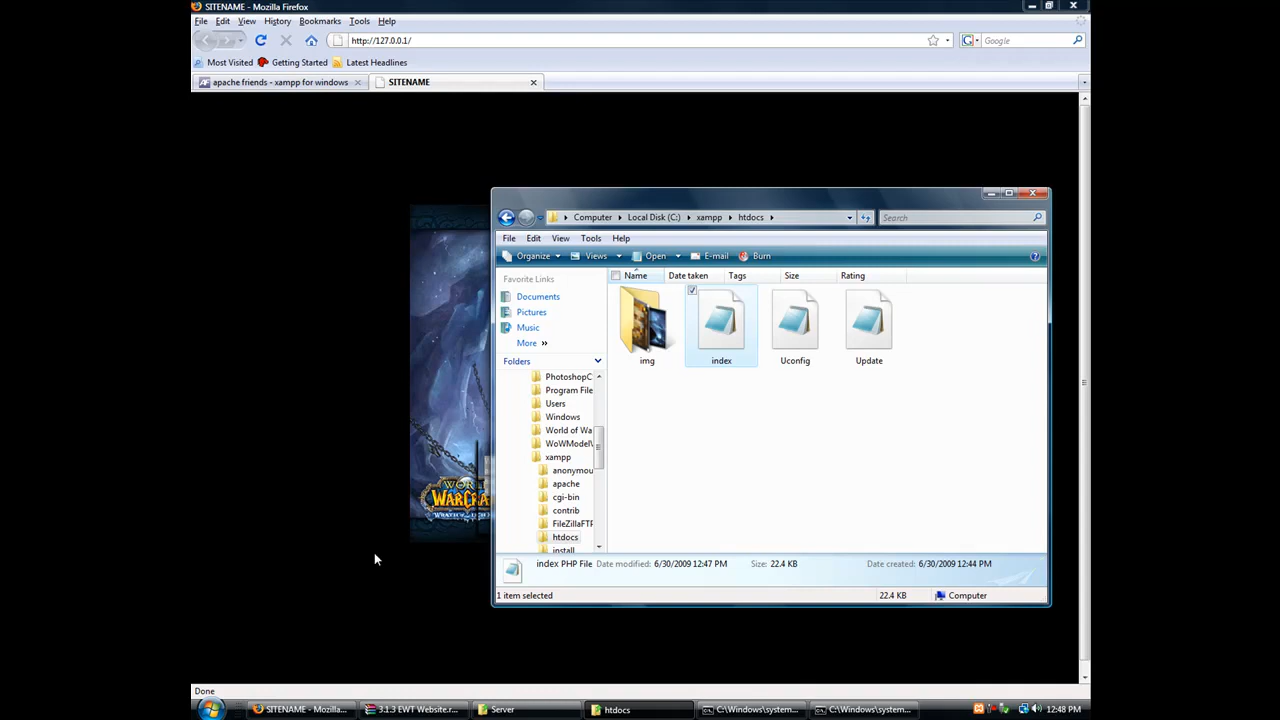 SITENAME - Mozilla Firefox
File Edit View History Bookmarks Tools Help
http://127.0.0.1/
Google
Most Visited Getting Started Latest Headlines
apache friends - xampp for windows
SITENAME
Computer Local Disk (C:) xampp htdocs
Search
File Edit View Tools Help
Organize Views Open E-mail Burn
Favorite Links
Documents
Pictures
Music
More »
Folders
PhotoshopC
Program File
Users
Windows
World of Wa
WoWModelV
xampp
anonymou
apache
cgi-bin
contrib
FileZillaFTF
htdocs
install
Name Date taken Tags Size Rating
img index Uconfig Update
index PHP File Date modified: 6/30/2009 12:47 PM Size: 22.4 KB Date created: 6/30/2009 12:44 PM
1 item selected 22.4 KB Computer
WARCRA
Done
SITENAME - Mozilla... 3.1.3 EWT Website.r... Server htdocs C:\Windows\system... C:\Windows\system... 12:48 PM